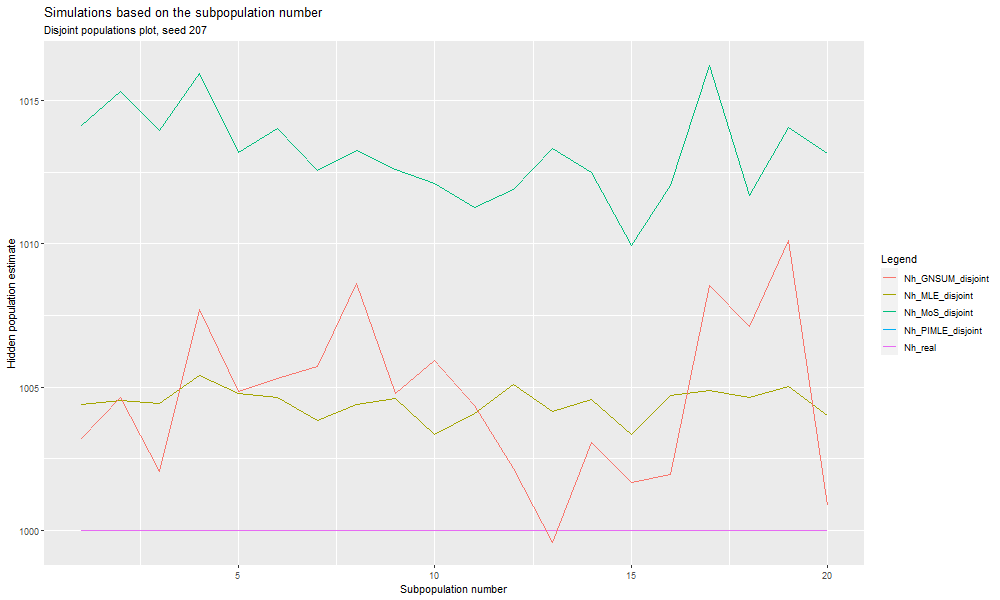 Simulations based on the subpopulation number
Disjoint populations plot, seed 207
1015
1010
1005
1000
Hidden population estimate
5
10
15
20
Subpopulation number
Legend
Nh_GNSUM_disjoint
Nh_MLE_disjoint
Nh_MoS_disjoint
Nh_PIMLE_disjoint
Nh_real